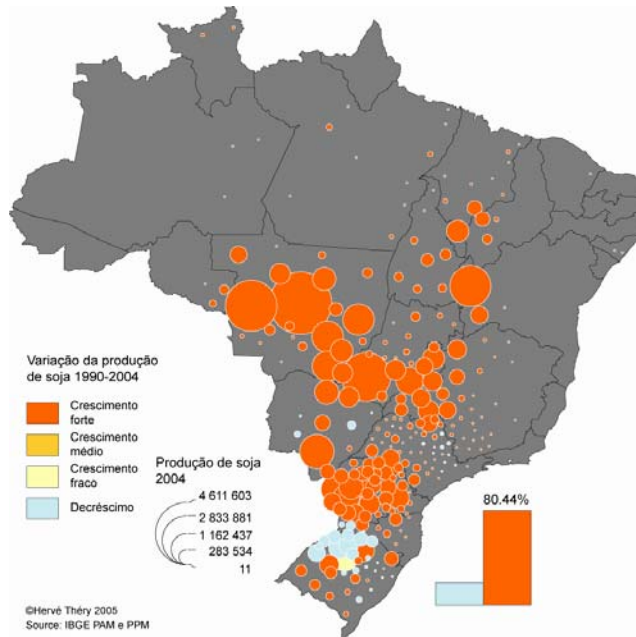 Variação da produção
de soja 1990-2004
Crescimento
forte
Crescimento
médio
Crescimento
fraco
Decréscimo
Produção de soja
2004
4 611 603
2 833 881
1 162 437
283 534
11
80.44%
©Hervé Théry 2005
Source: IBGE PAM e PPM